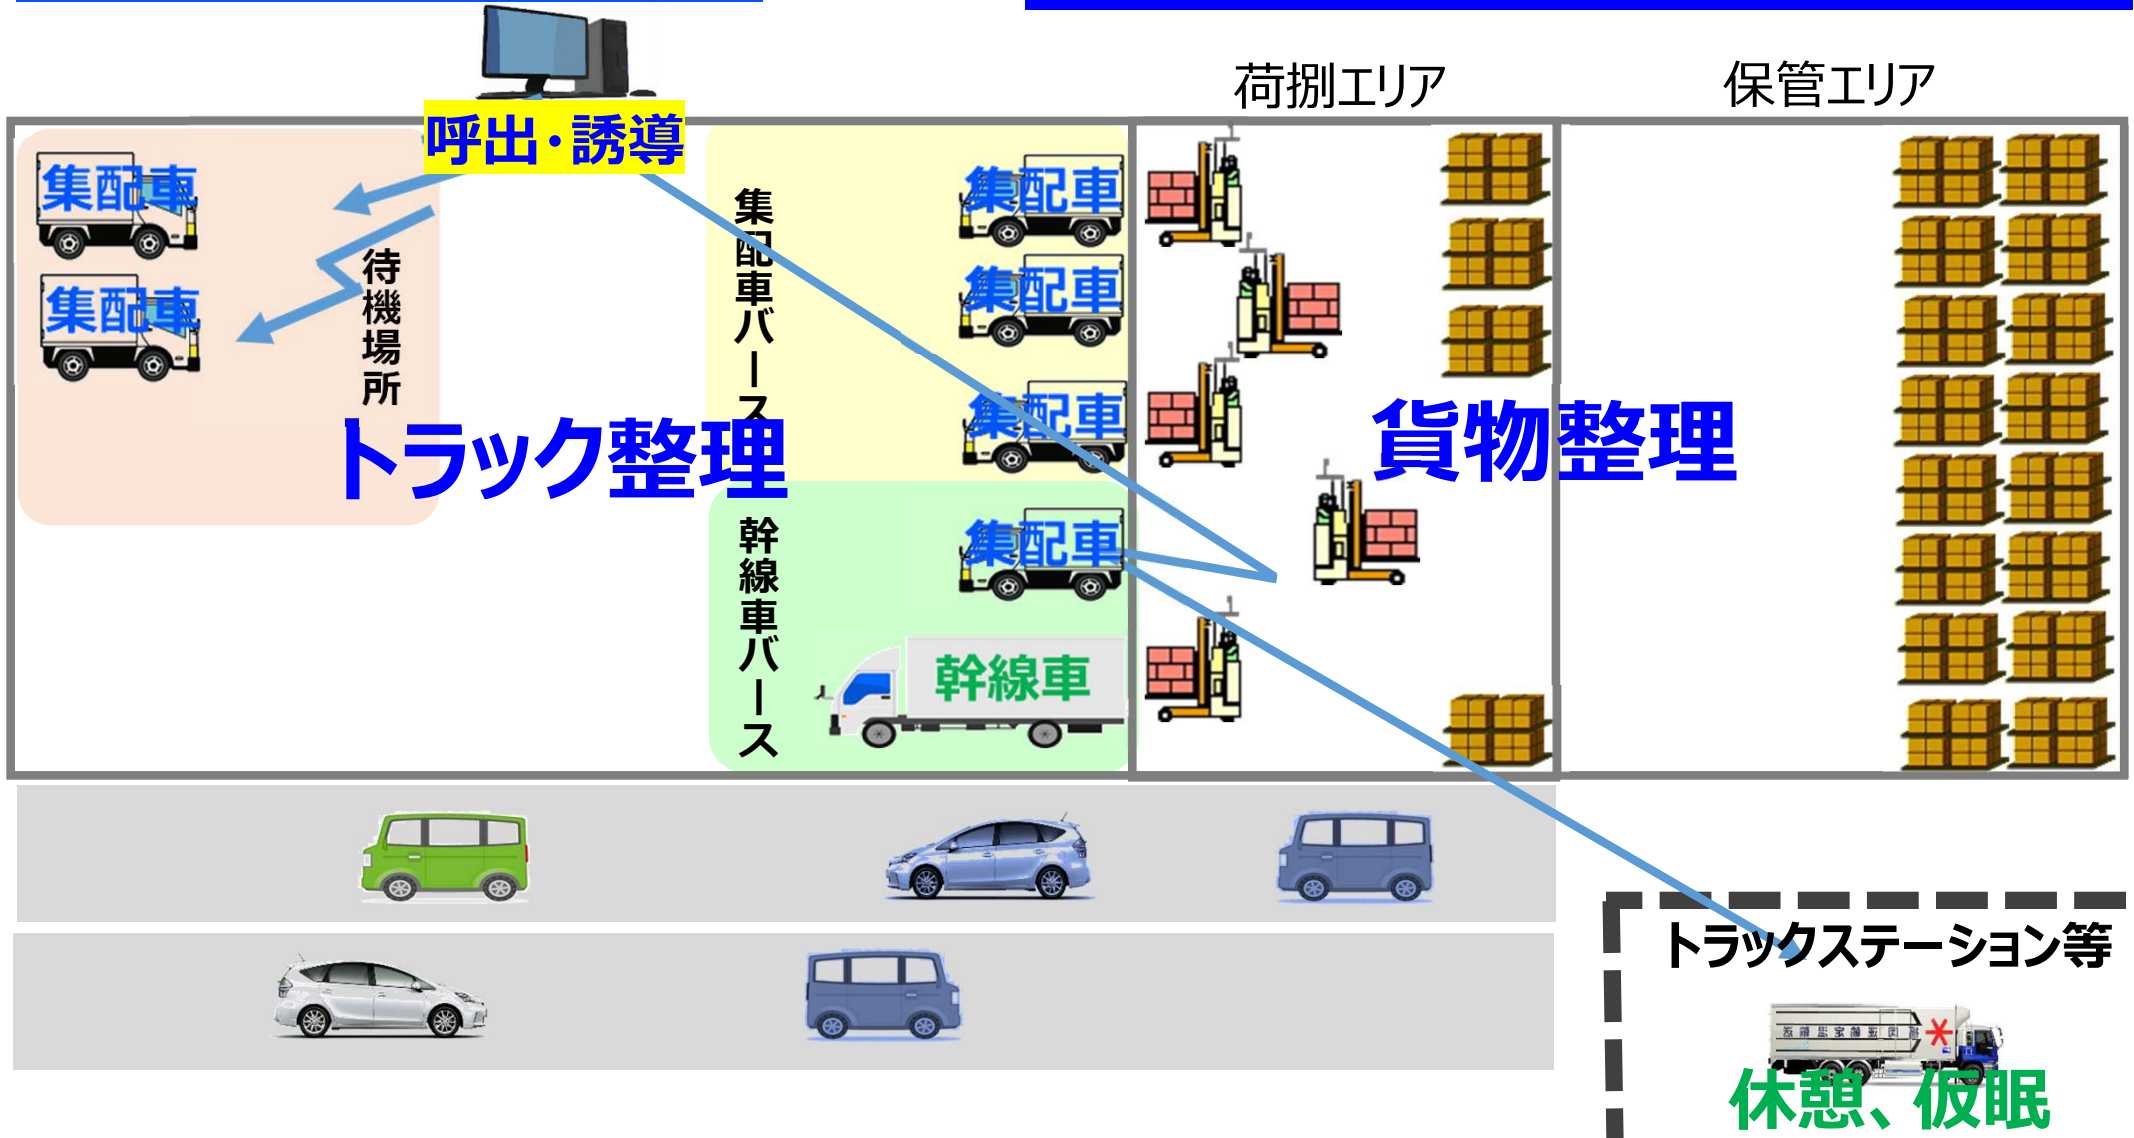 荷捌エリア
保管エリア
呼出・誘導
集配車
集配車
待機場所
トラック整理
集配車バース
集配車
集配車
集配車
幹線車バース
集配車
幹線車
貨物整理
トラックステーション等
休憩、仮眠